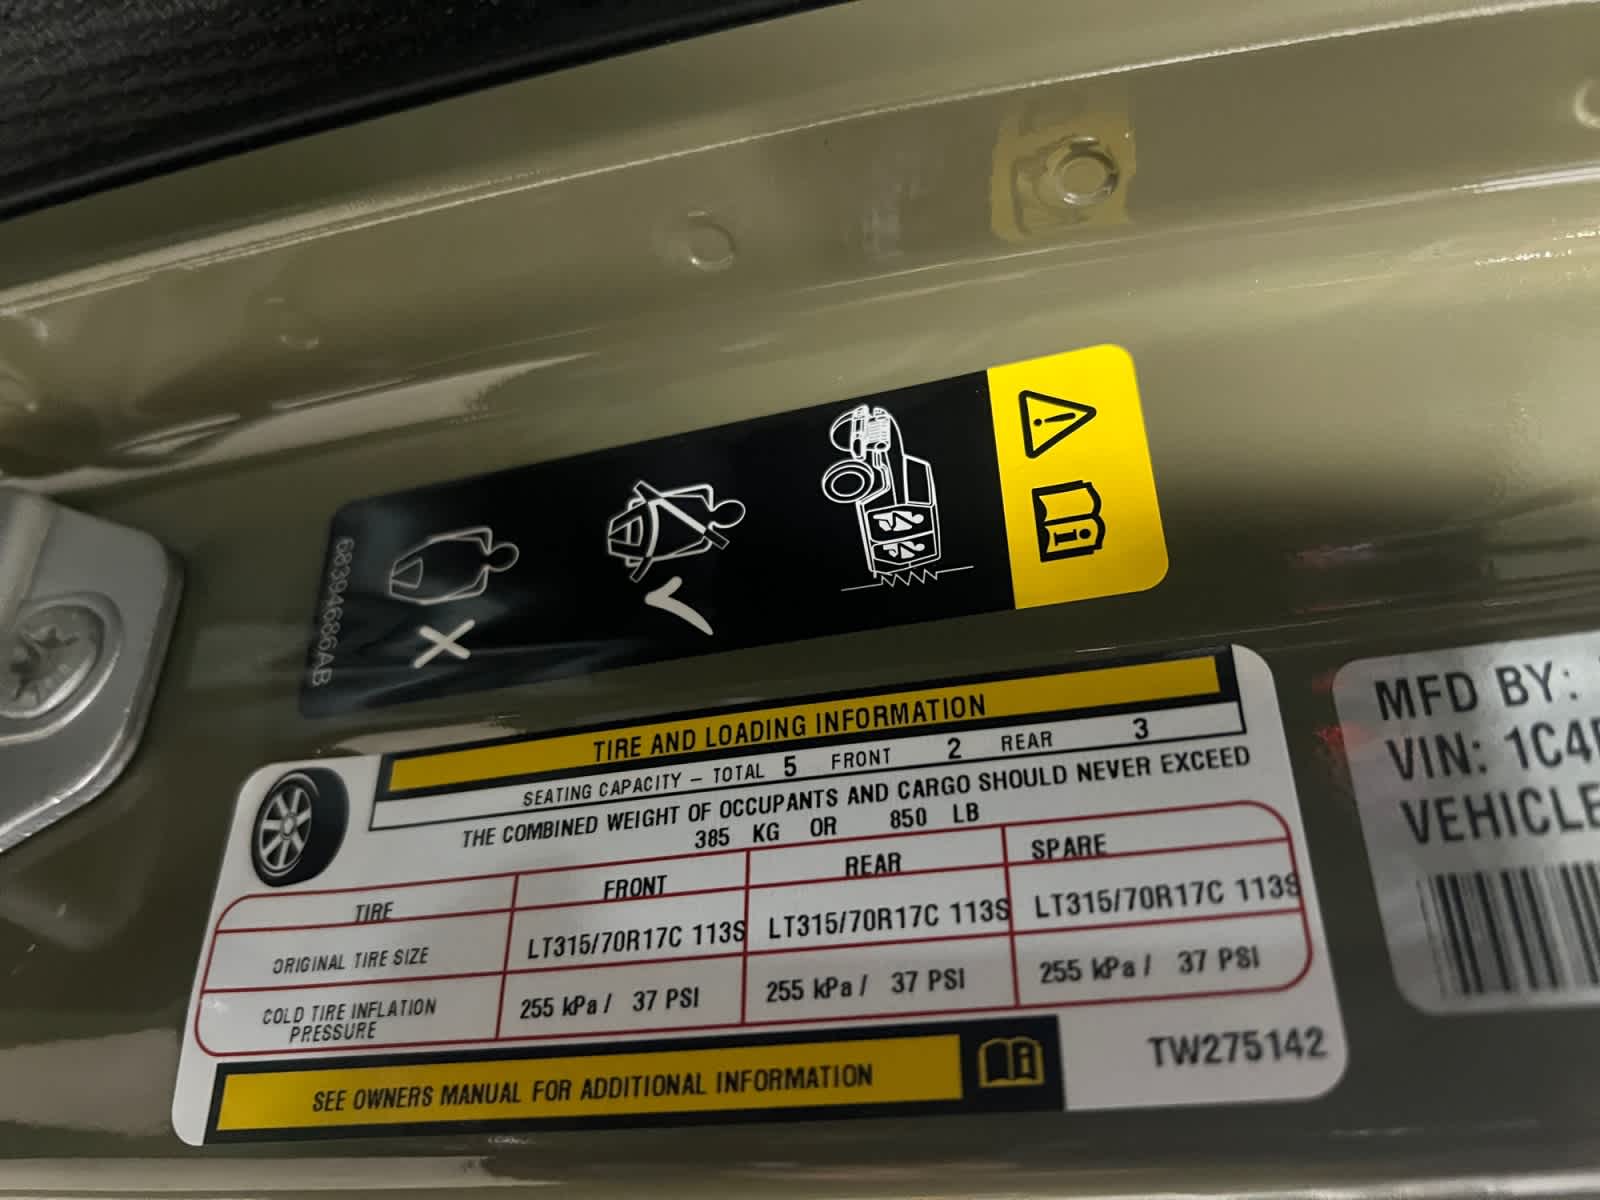 68394686AB
TIRE AND LOADING INFORMATION
SEATING CAPACITY – TOTAL 5 FRONT 2 REAR 3
THE COMBINED WEIGHT OF OCCUPANTS AND CARGO SHOULD NEVER EXCEED
385 KG OR 850 LB
TIRE FRONT REAR SPARE
ORIGINAL TIRE SIZE LT315/70R17C 113S LT315/70R17C 113S LT315/70R17C 113S
COLD TIRE INFLATION PRESSURE 255 kPa / 37 PSI 255 kPa / 37 PSI 255 kPa / 37 PSI
SEE OWNERS MANUAL FOR ADDITIONAL INFORMATION
TW275142
MFD BY:
VIN: 1C4
VEHICLE